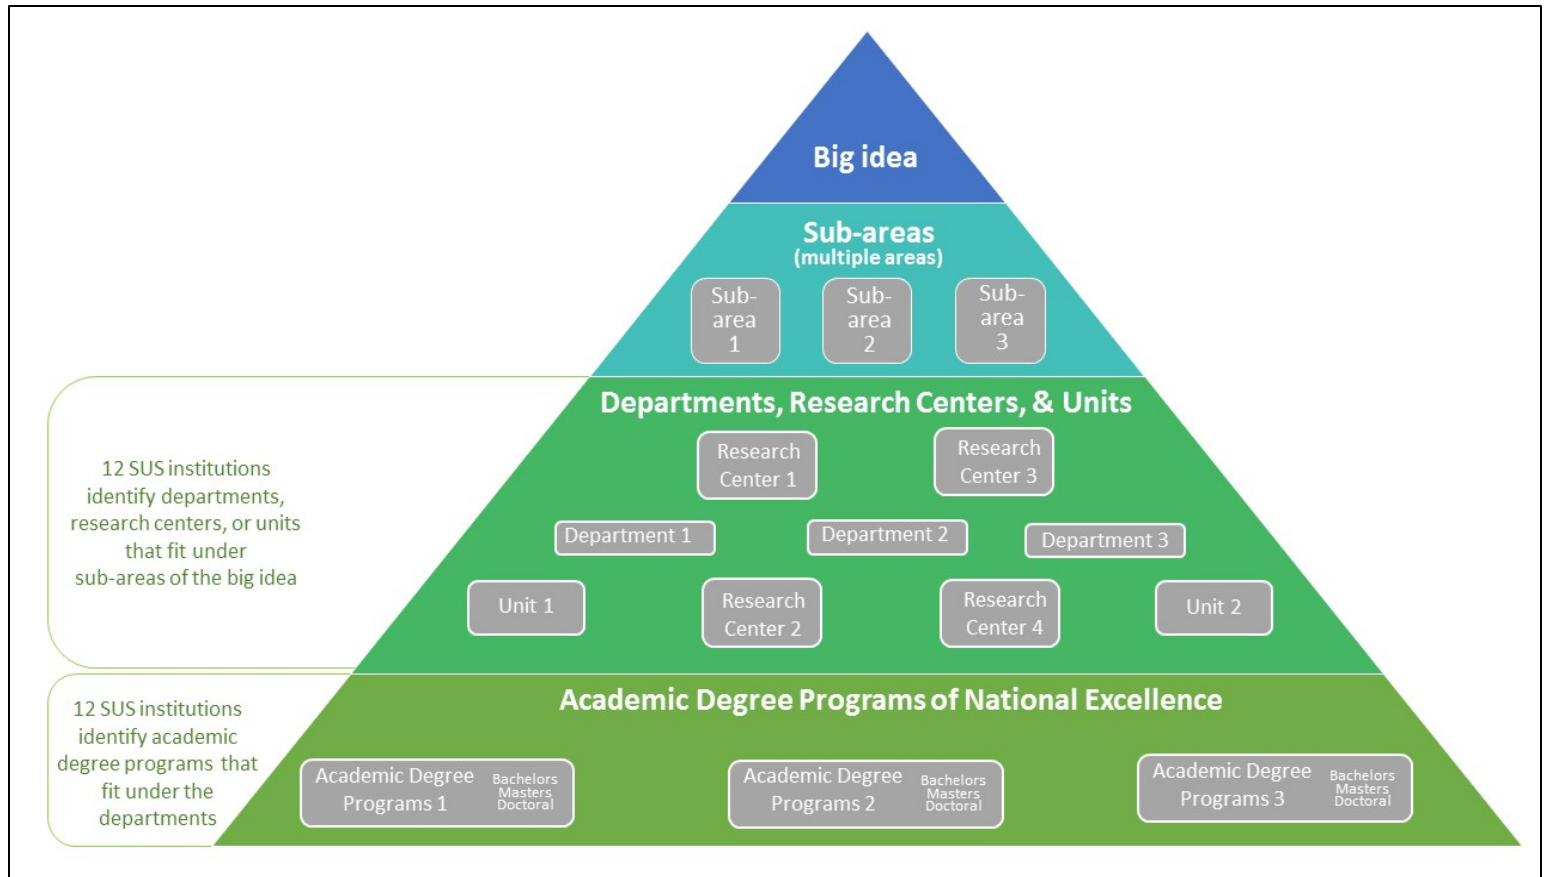 Big idea
Sub-areas
(multiple areas)
Sub-
area
1
Sub-
area
2
Sub-
area
3
Departments, Research Centers, & Units
12 SUS institutions
identify departments,
research centers, or units
that fit under
sub-areas of the big idea
Research
Center 1
Research
Center 3
Department 1
Department 2
Department 3
Unit 1
Research
Center 2
Research
Center 4
Unit 2
Academic Degree Programs of National Excellence
12 SUS institutions
identify academic
degree programs that
fit under the
departments
Academic Degree
Programs 1
Bachelors
Masters
Doctoral
Academic Degree
Programs 2
Bachelors
Masters
Doctoral
Academic Degree
Programs 3
Bachelors
Masters
Doctoral